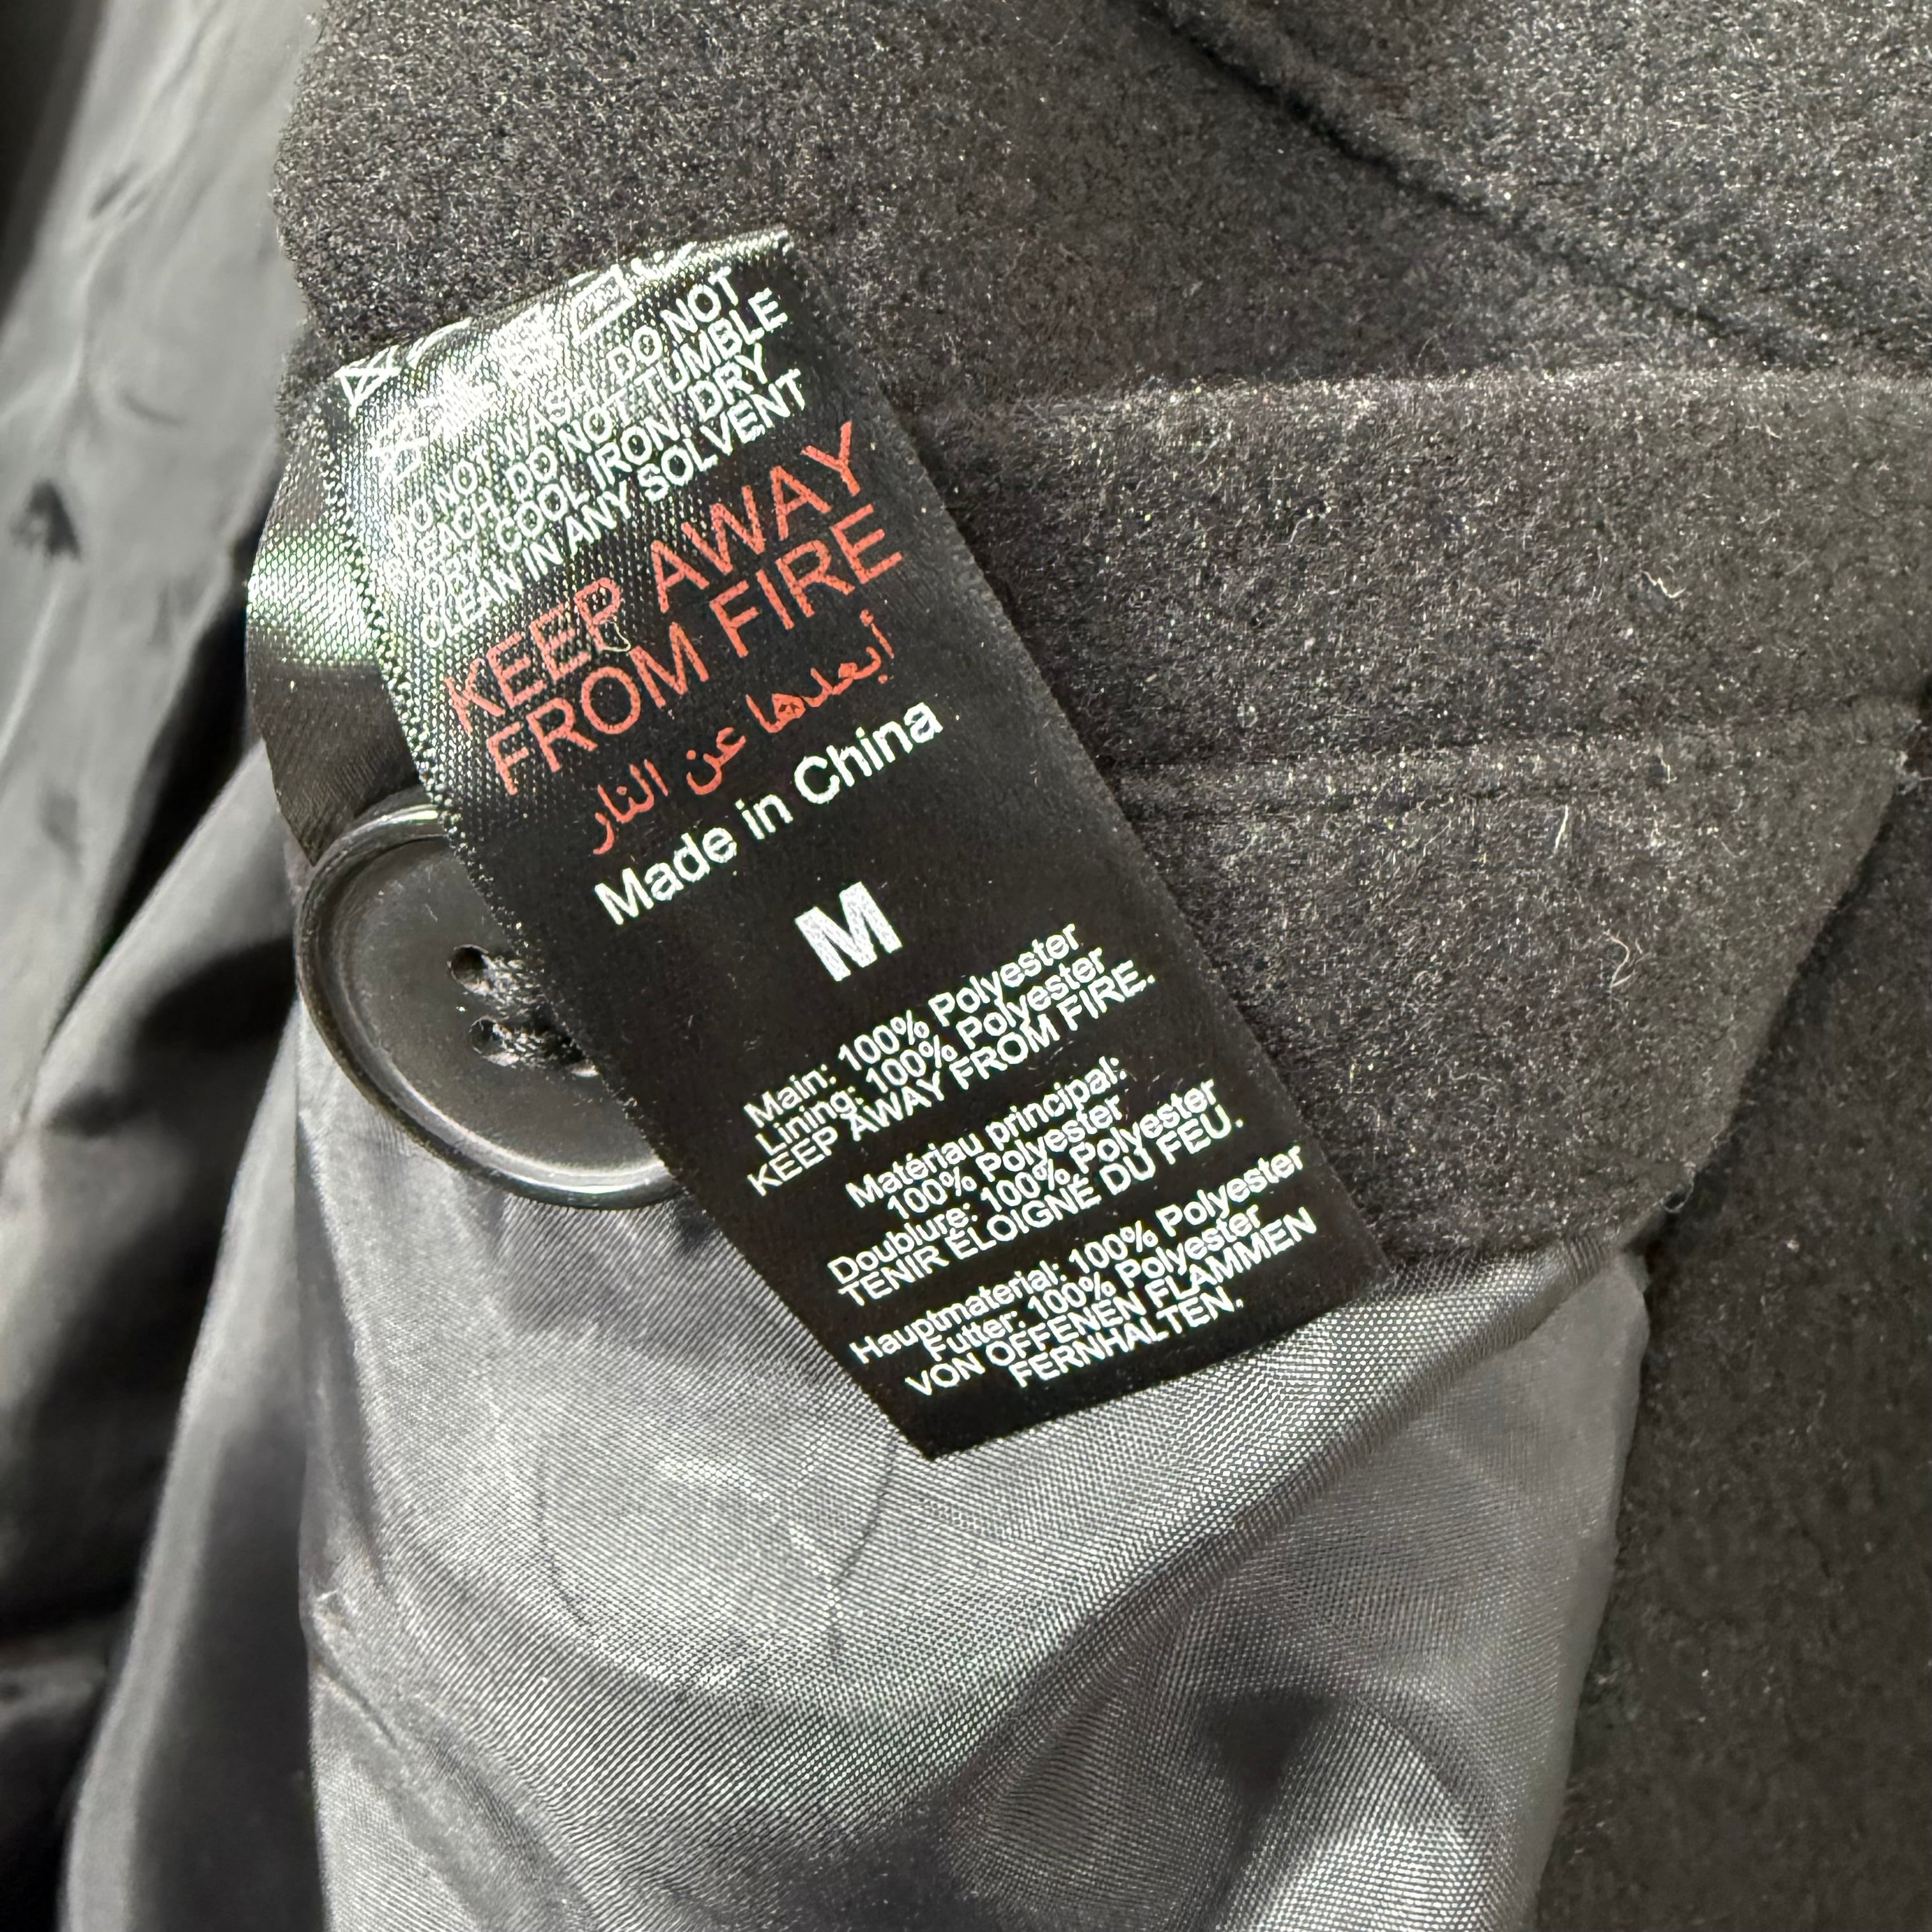 DO NOT WASH, DO NOT
BLEACH, DO NOT TUMBLE
DRY, COOL IRON, DRY
CLEAN IN ANY SOLVENT
KEEP AWAY
FROM FIRE
أبعدها عن النار
Made in China
M
Main: 100% Polyester
Lining: 100% Polyester
KEEP AWAY FROM FIRE.
Matériau principal:
100% Polyester
Doublure: 100% Polyester
TENIR ÉLOIGNÉ DU FEU.
Hauptmaterial: 100% Polyester
Futter: 100% Polyester
VON OFFENEN FLAMMEN
FERNHALTEN.